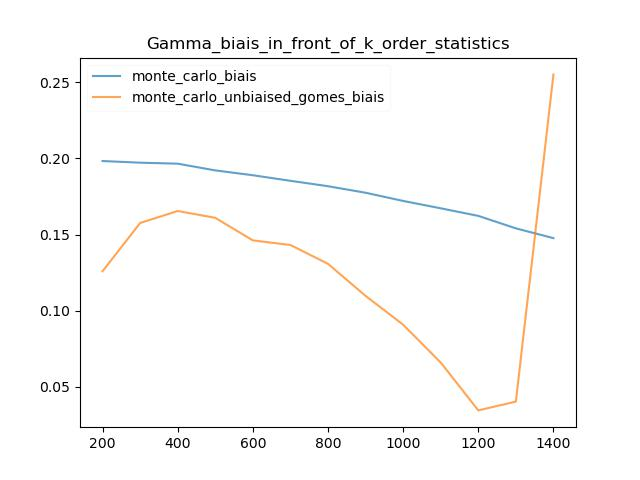 Gamma_biais_in_front_of_k_order_statistics
monte_carlo_biais
monte_carlo_unbiaised_gomes_biais
0.25
0.20
0.15
0.10
0.05
200 400 600 800 1000 1200 1400